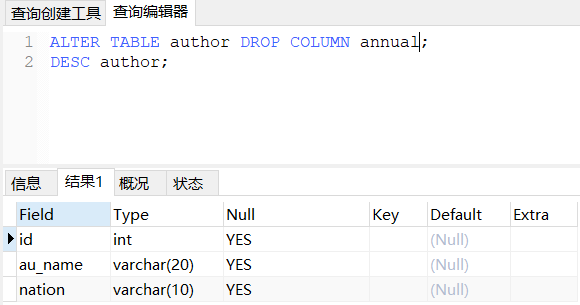 查询创建工具 查询编辑器
1 ALTER TABLE author DROP COLUMN annual;
2 DESC author;
信息 结果1 概况 状态
Field Type Null Key Default Extra
id int YES (Null)
au_name varchar(20) YES (Null)
nation varchar(10) YES (Null)